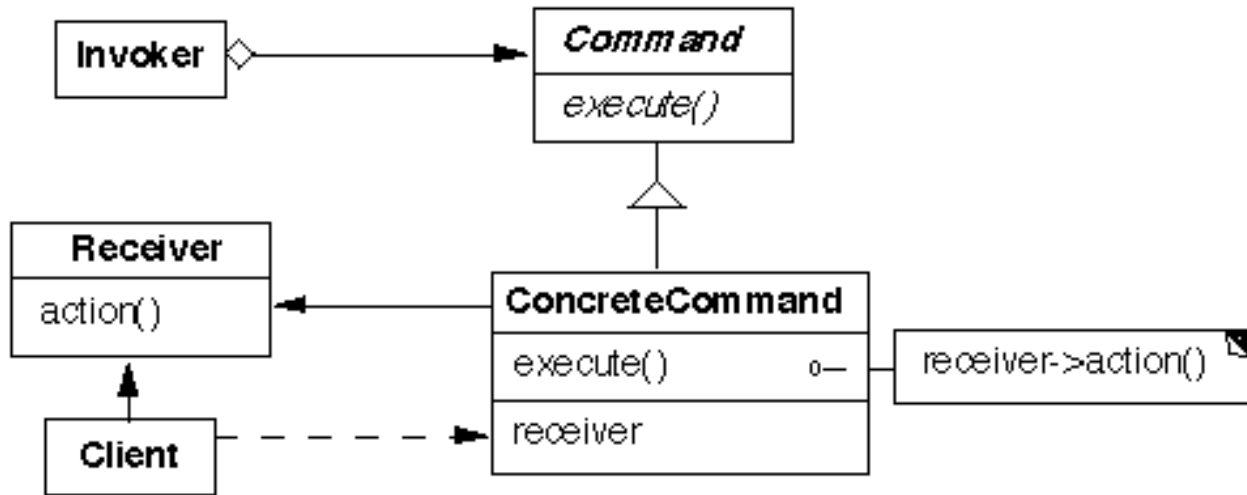 Invoker
Command
execute()
Receiver
action()
ConcreteCommand
execute()
receiver->action()
receiver
Client